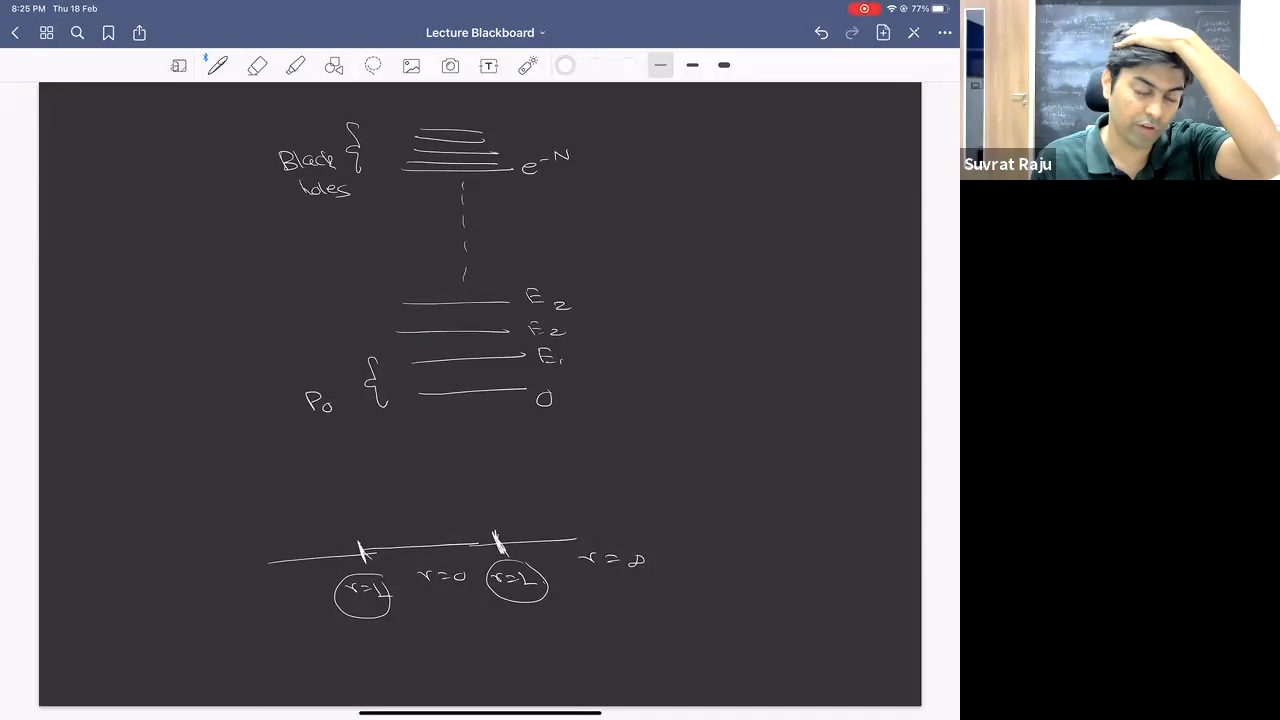 8:25 PM Thu 18 Feb
77%
Lecture Blackboard
Suvrat Raju
Black
holes
e^-N
E2
E2
E1
P0
0
r=L
r=0
r=L
r=∞